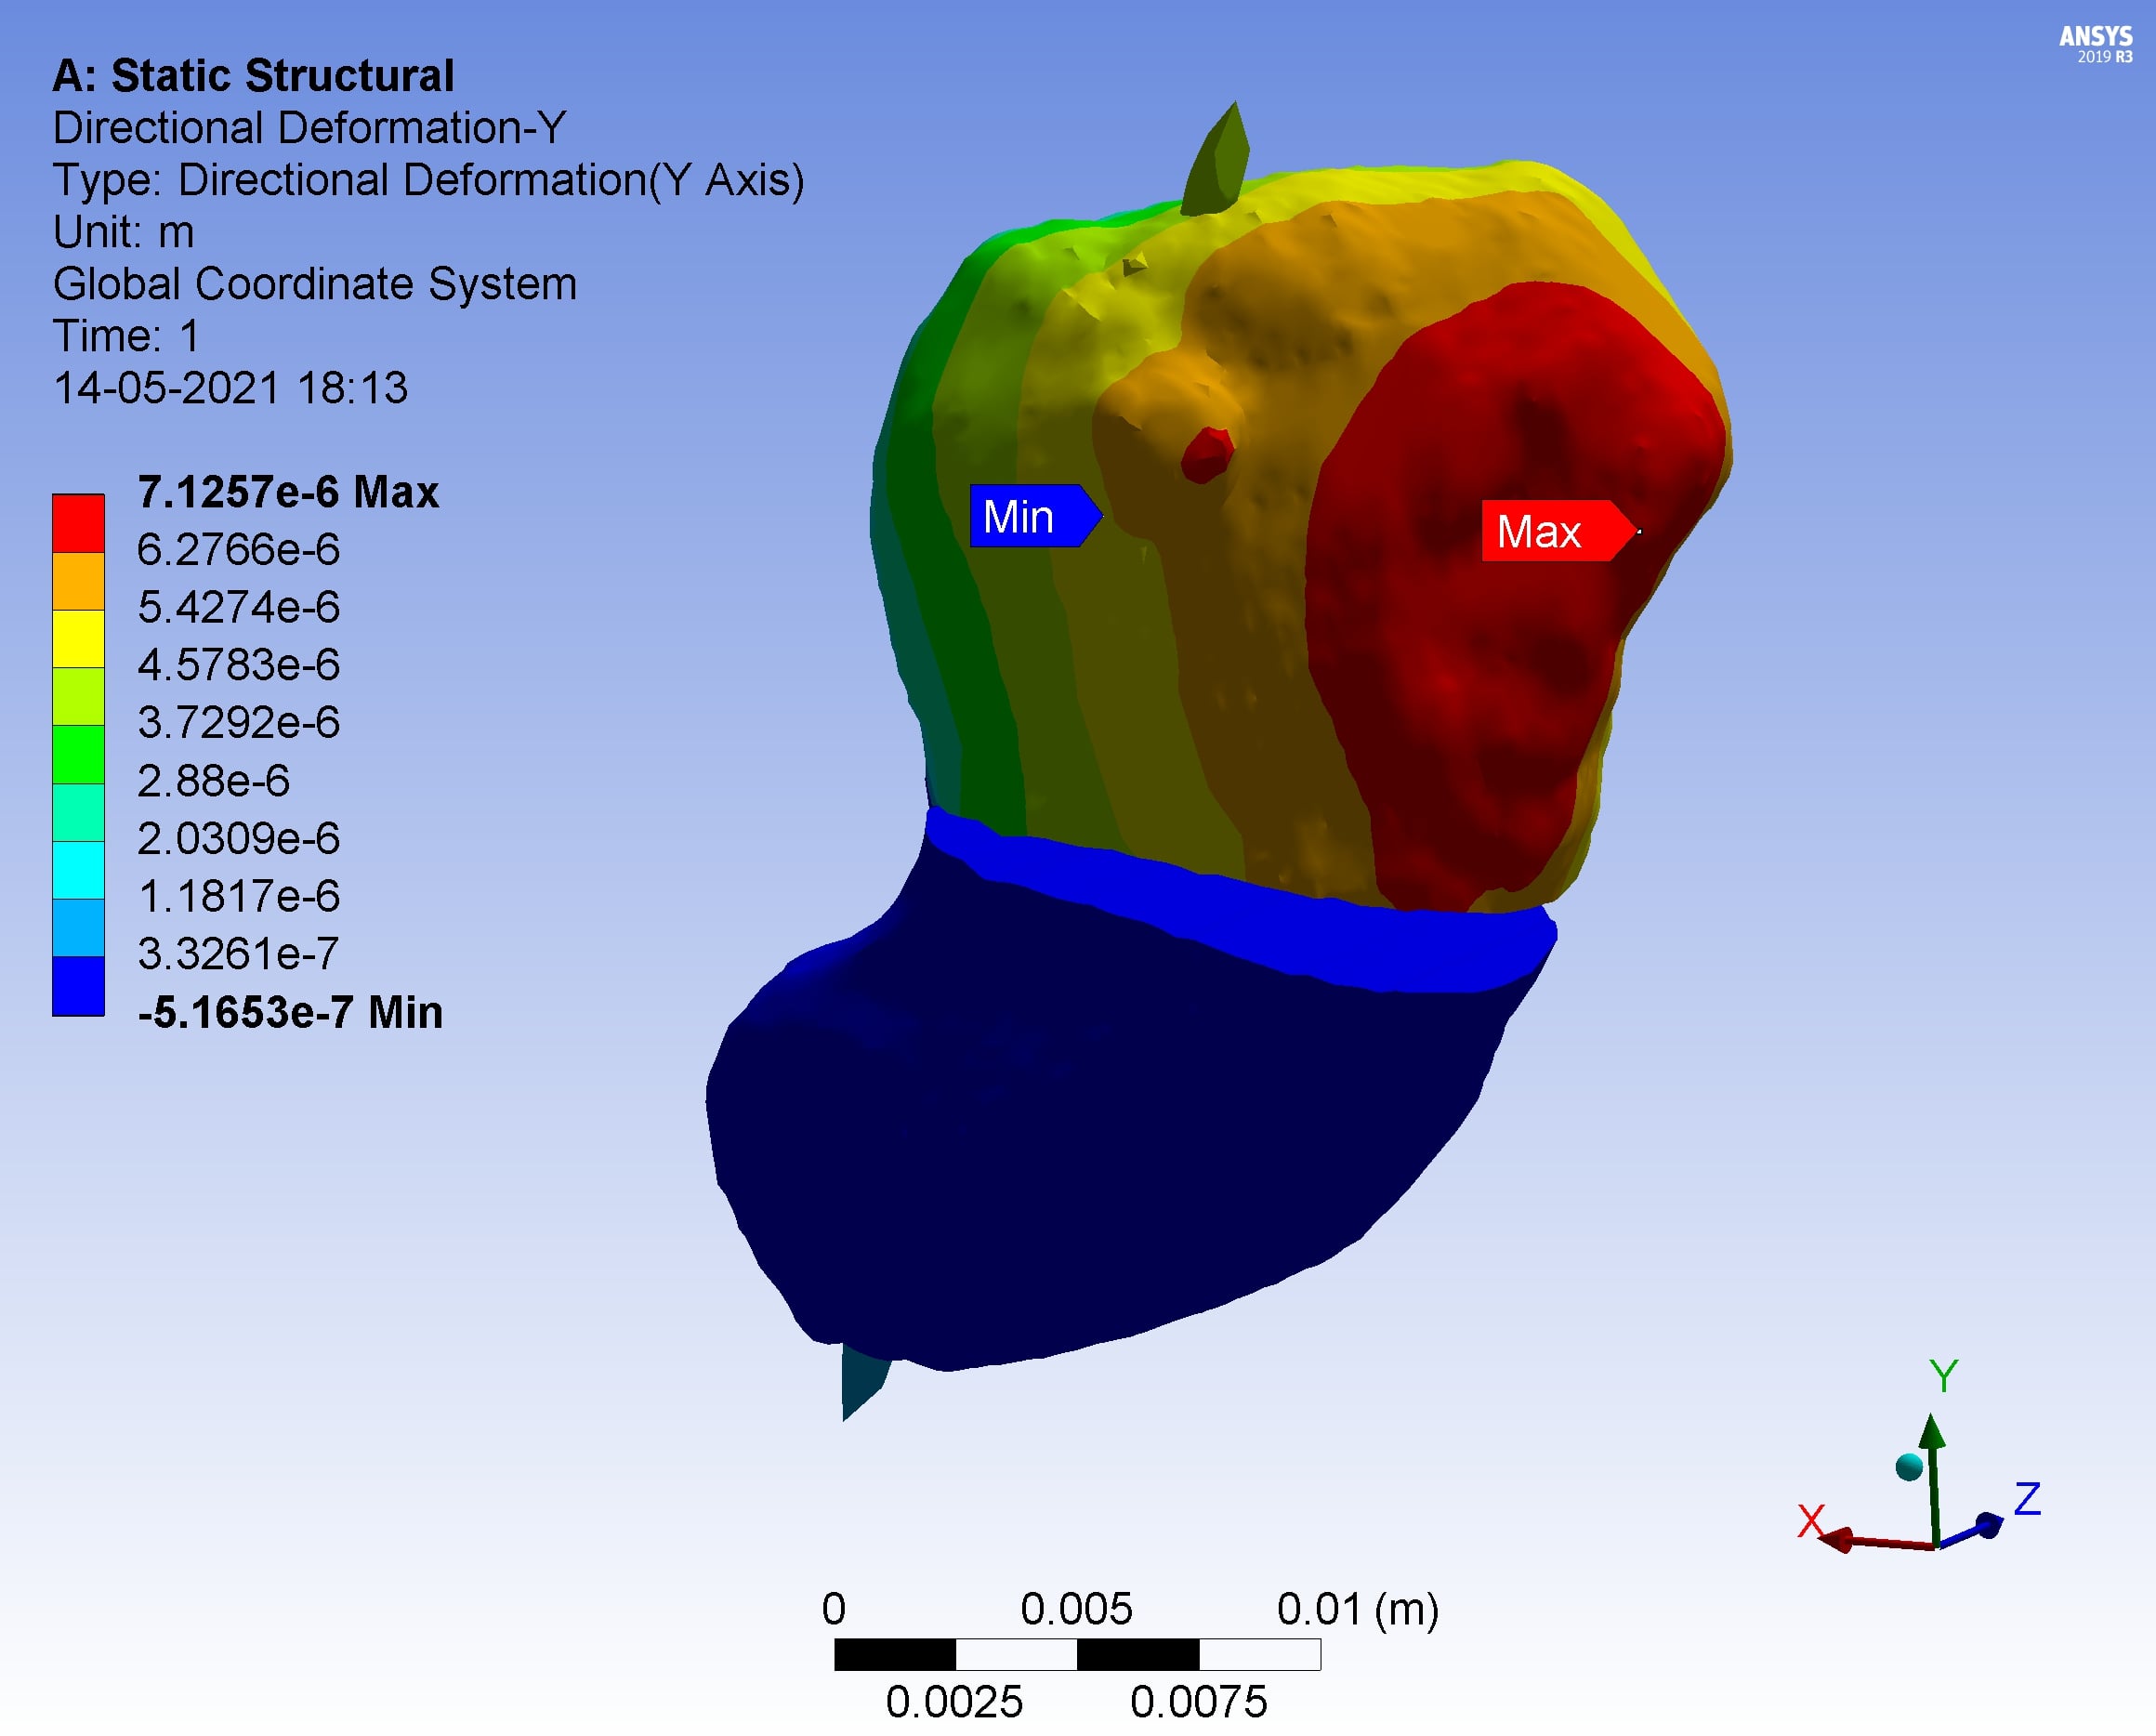 ANSYS
2019 R3
A: Static Structural
Directional Deformation-Y
Type: Directional Deformation(Y Axis)
Unit: m
Global Coordinate System
Time: 1
14-05-2021 18:13
7.1257e-6 Max
6.2766e-6
5.4274e-6
4.5783e-6
3.7292e-6
2.88e-6
2.0309e-6
1.1817e-6
3.3261e-7
-5.1653e-7 Min
Min
Max
Y
Z
X
0 0.005 0.01 (m)
0.0025 0.0075